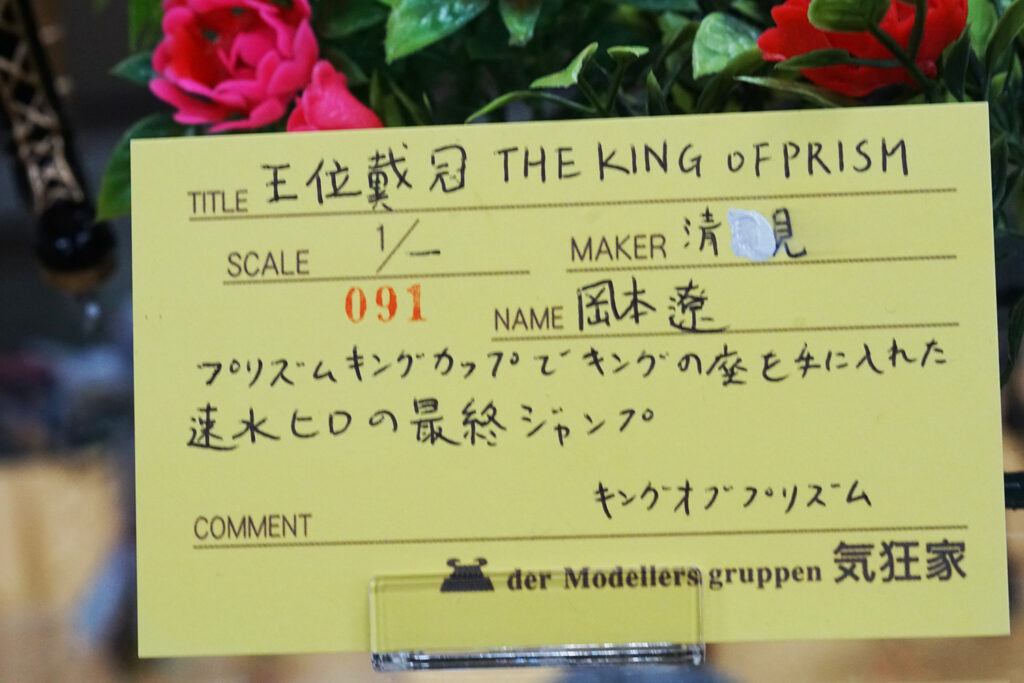 TITLE 王位戴冠 THE KING OF PRISM
SCALE 1/一 MAKER 清 見
091
NAME 岡本 遼
プリズムキングカップでキングの座を手に入れた
速水ヒロの最終ジャンプ
キングオブプリズム
COMMENT
der Modellers gruppen 気狂家